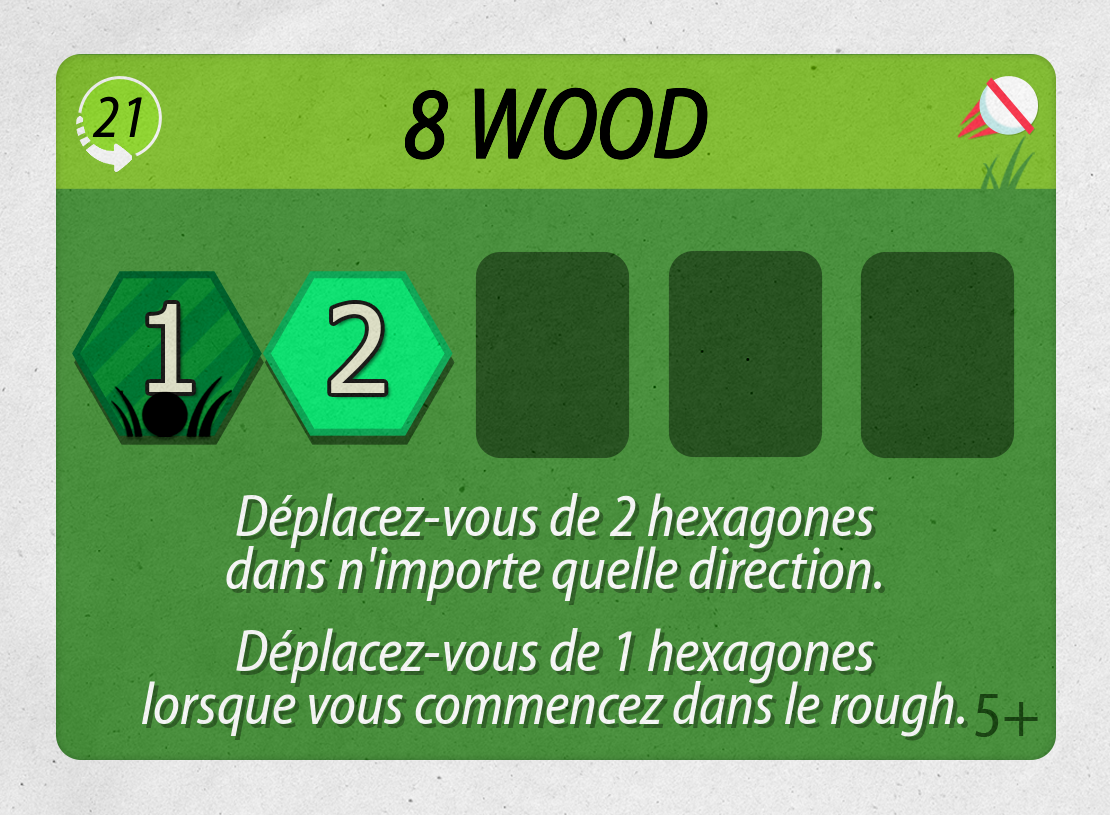 21
8 WOOD
1
2
Déplacez-vous de 2 hexagones
dans n'importe quelle direction.
Déplacez-vous de 1 hexagones
lorsque vous commencez dans le rough.
5+